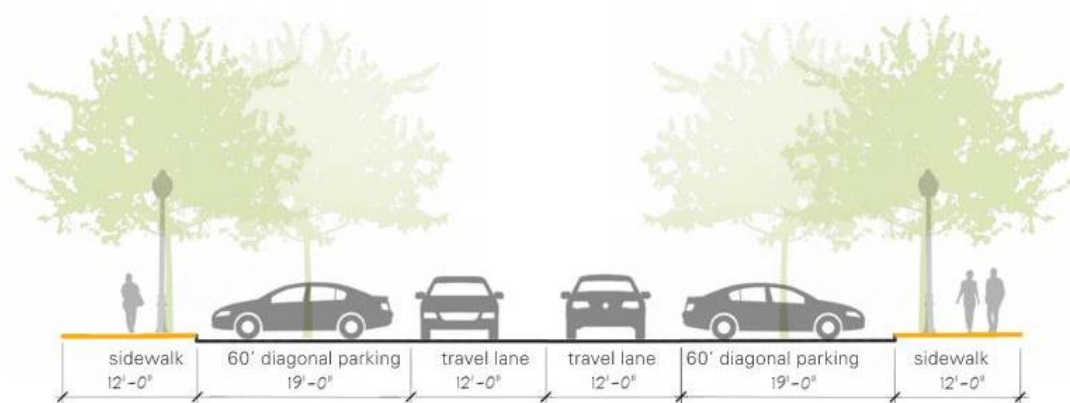 sidewalk 60' diagonal parking travel lane travel lane 60' diagonal parking sidewalk
12'-0" 19'-0" 12'-0" 12'-0" 19'-0" 12'-0"